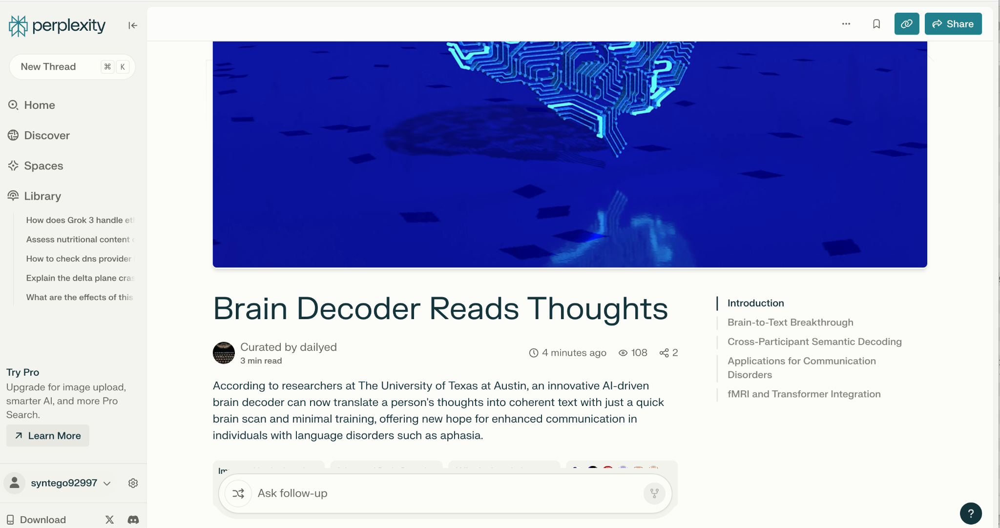 perplexity
New Thread
⌘ K
Home
Discover
Spaces
Library
How does Grok 3 handle
Assess nutritional content
How to check dns provider
Explain the delta plane
What are the effects of this
Try Pro
Upgrade for image upload,
smarter AI, and more Pro
Search.
Learn More
syntego92997
Download
Share
Brain Decoder Reads Thoughts
Curated by dailyed
3 min read
4 minutes ago 108 2
According to researchers at The University of Texas at Austin, an innovative AI-driven
brain decoder can now translate a person's thoughts into coherent text with just a quick
brain scan and minimal training, offering new hope for enhanced communication in
individuals with language disorders such as aphasia.
Ask follow-up
Introduction
Brain-to-Text Breakthrough
Cross-Participant Semantic Decoding
Applications for Communication
Disorders
fMRI and Transformer Integration
?